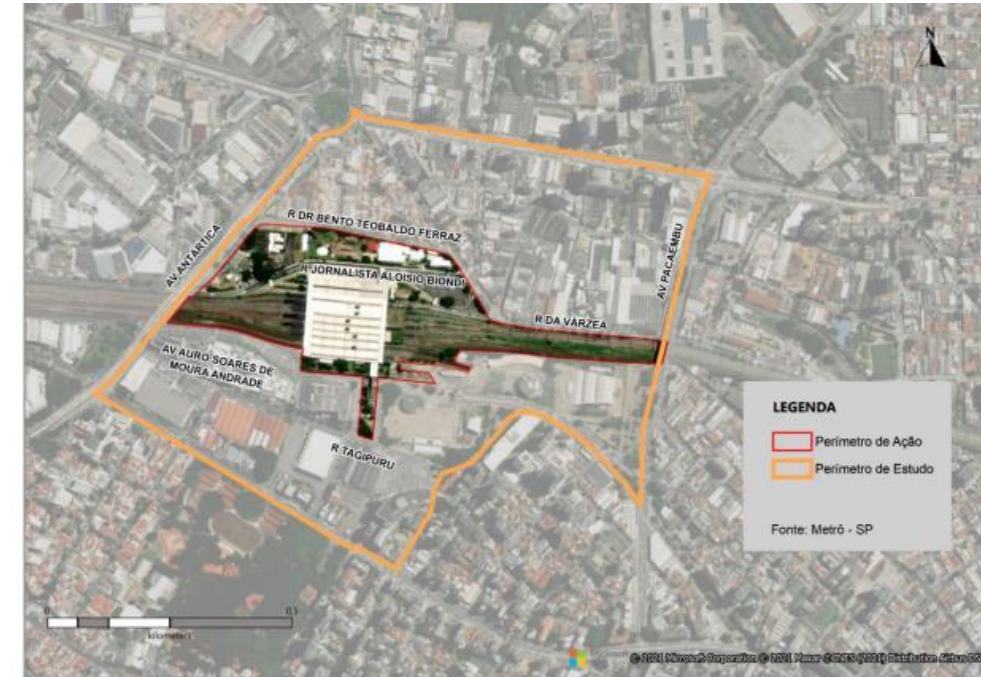 N
R DR BENTO TEOBALDO FERRAZ
AV ANTARTICA
R JORNALISTA ALOISIO BIONDI
AV PACAEMBU
R DA VÁRZEA
AV AURO SOARES DE
MOURA ANDRADE
R TAGIPURU
LEGENDA
Perímetro de Ação
Perímetro de Estudo
Fonte: Metrô - SP
0
0.5
kilometers
Microsoft
© 2021 Microsoft Corporation © 2021 Maxar ©CNES (2021) Distribution Airbus DS